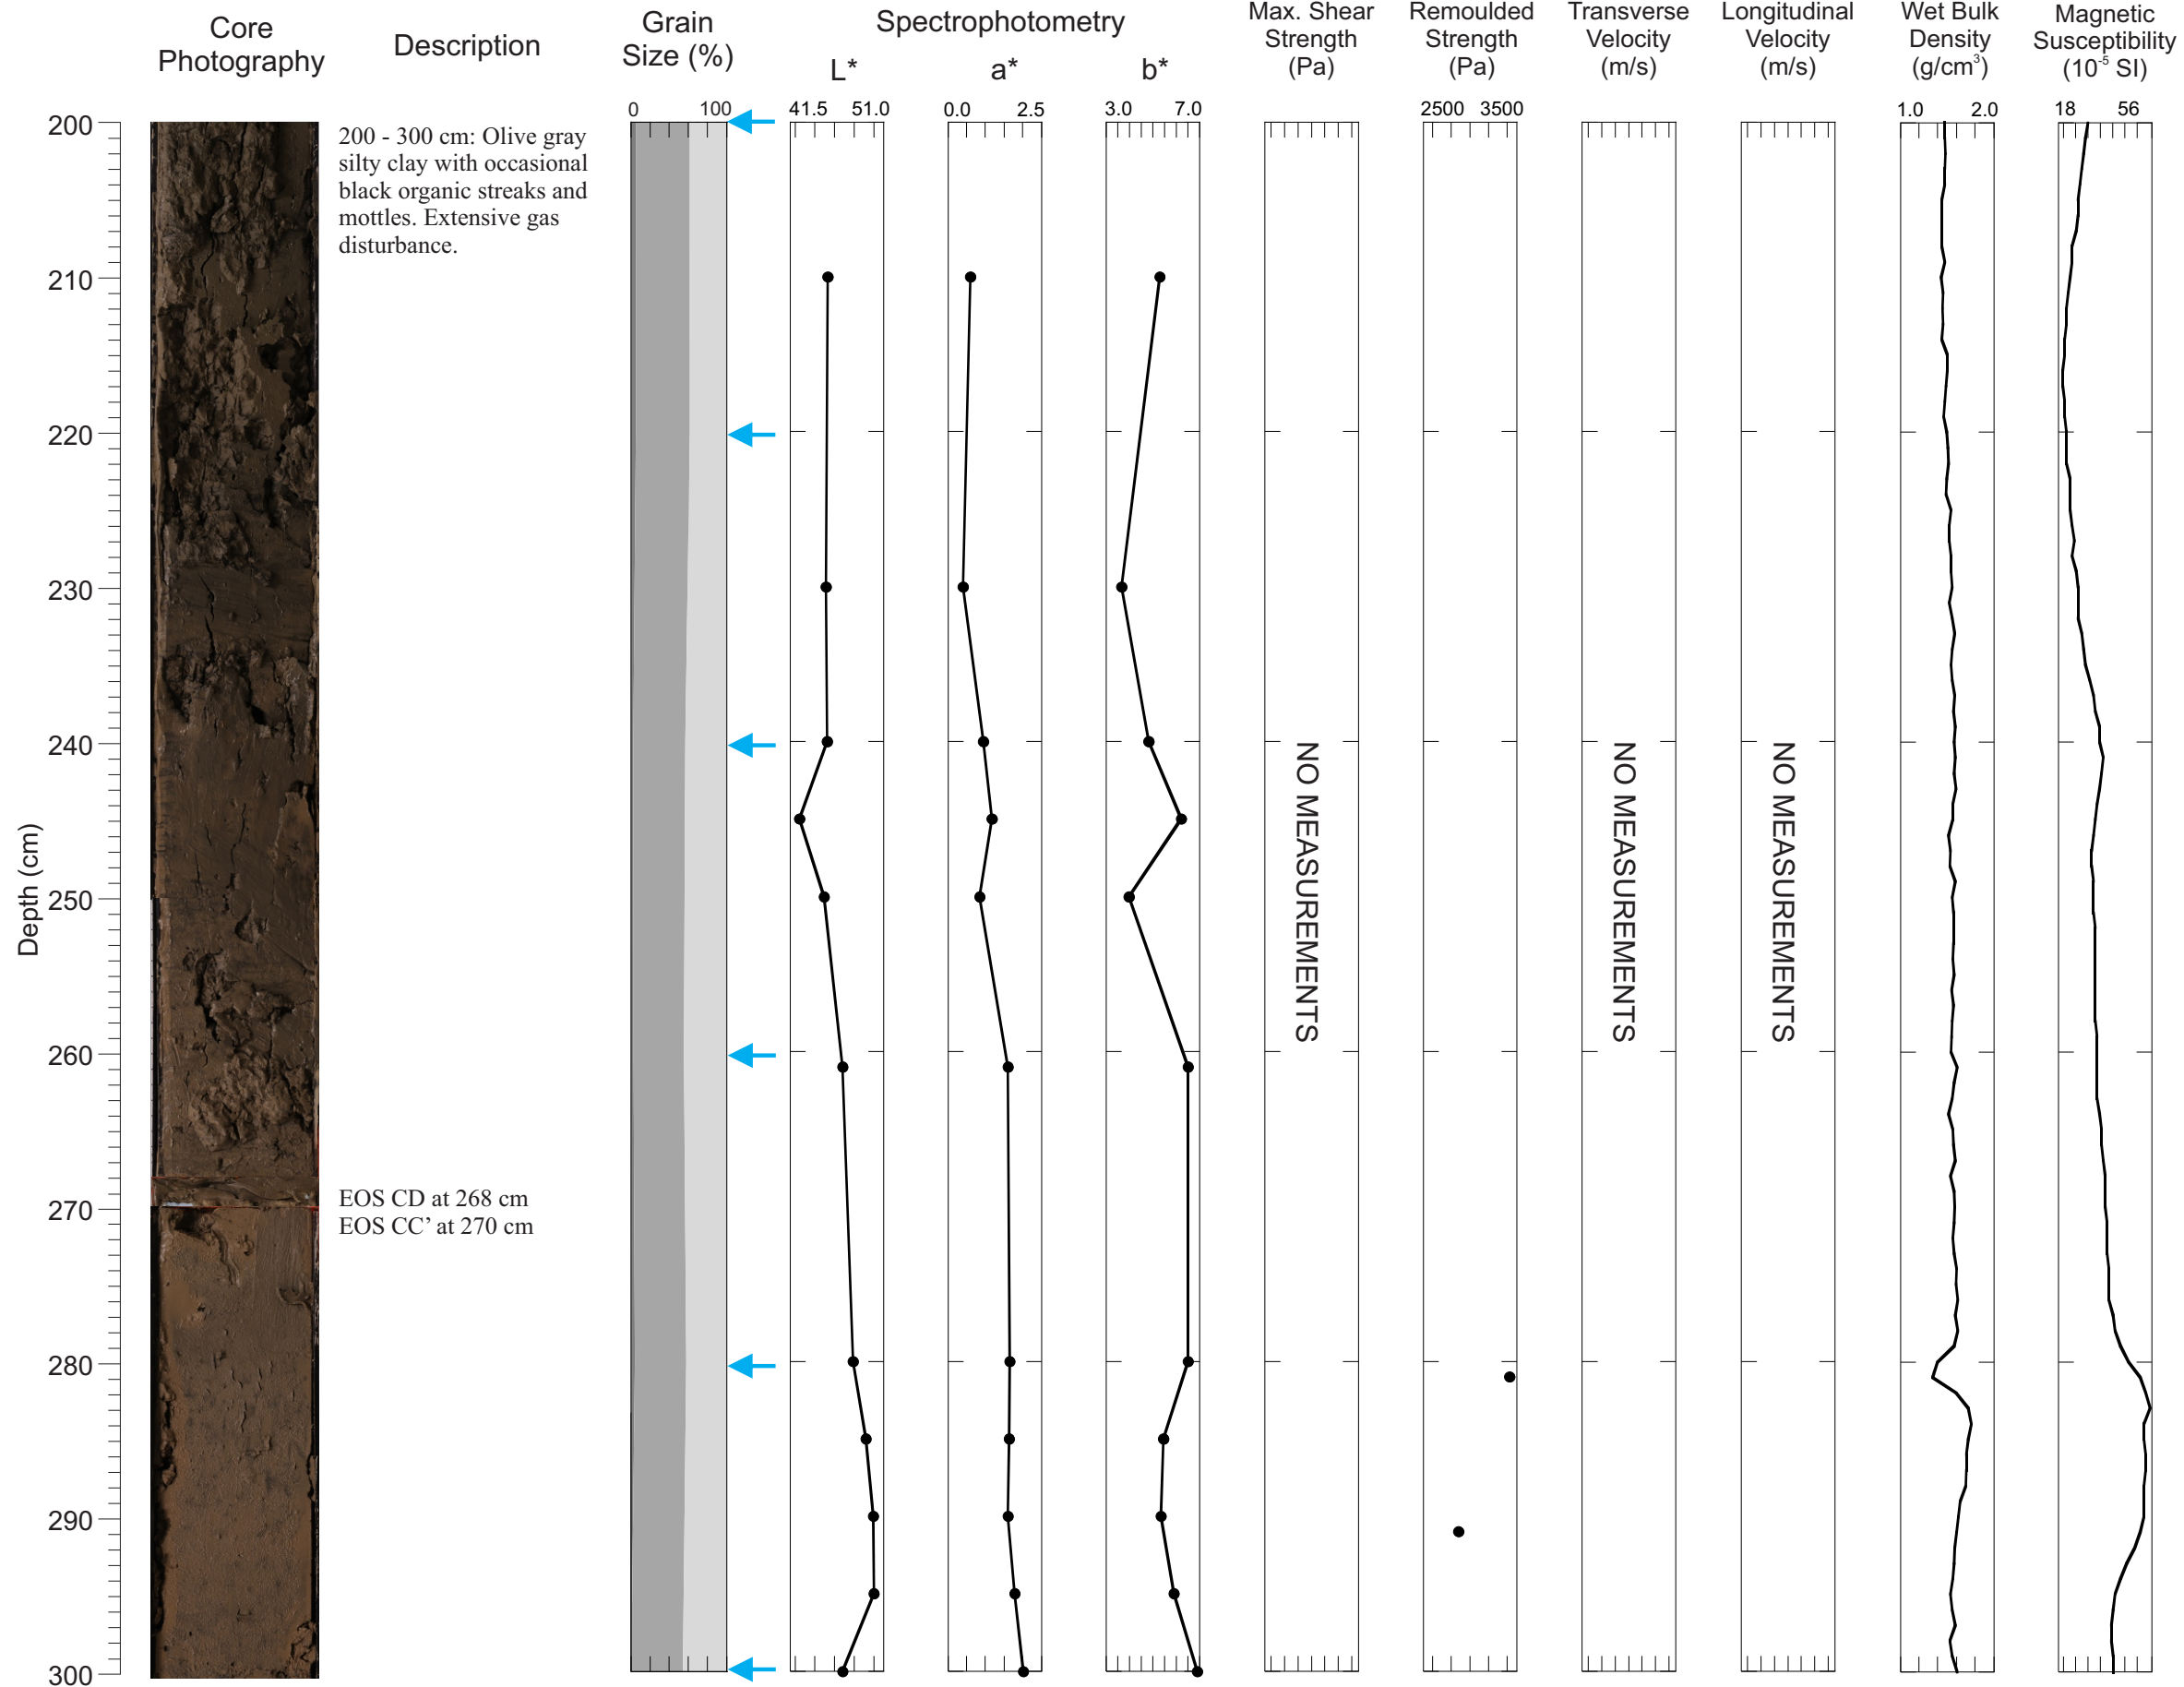 Core
Photography
Description
Grain
Size (%)
Spectrophotometry
L*
a*
b*
Max. Shear
Strength
(Pa)
Remoulded
Strength
(Pa)
Transverse
Velocity
(m/s)
Longitudinal
Velocity
(m/s)
Wet Bulk
Density
(g/cm³)
Magnetic
Susceptibility
(10⁻⁵ SI)
0 100
41.5 51.0
0.0 2.5
3.0 7.0
2500 3500
1.0 2.0
18 56
Depth (cm)
200
210
220
230
240
250
260
270
280
290
300
200 - 300 cm: Olive gray
silty clay with occasional
black organic streaks and
mottles. Extensive gas
disturbance.
EOS CD at 268 cm
EOS CC’ at 270 cm
NO MEASUREMENTS
NO MEASUREMENTS
NO MEASUREMENTS